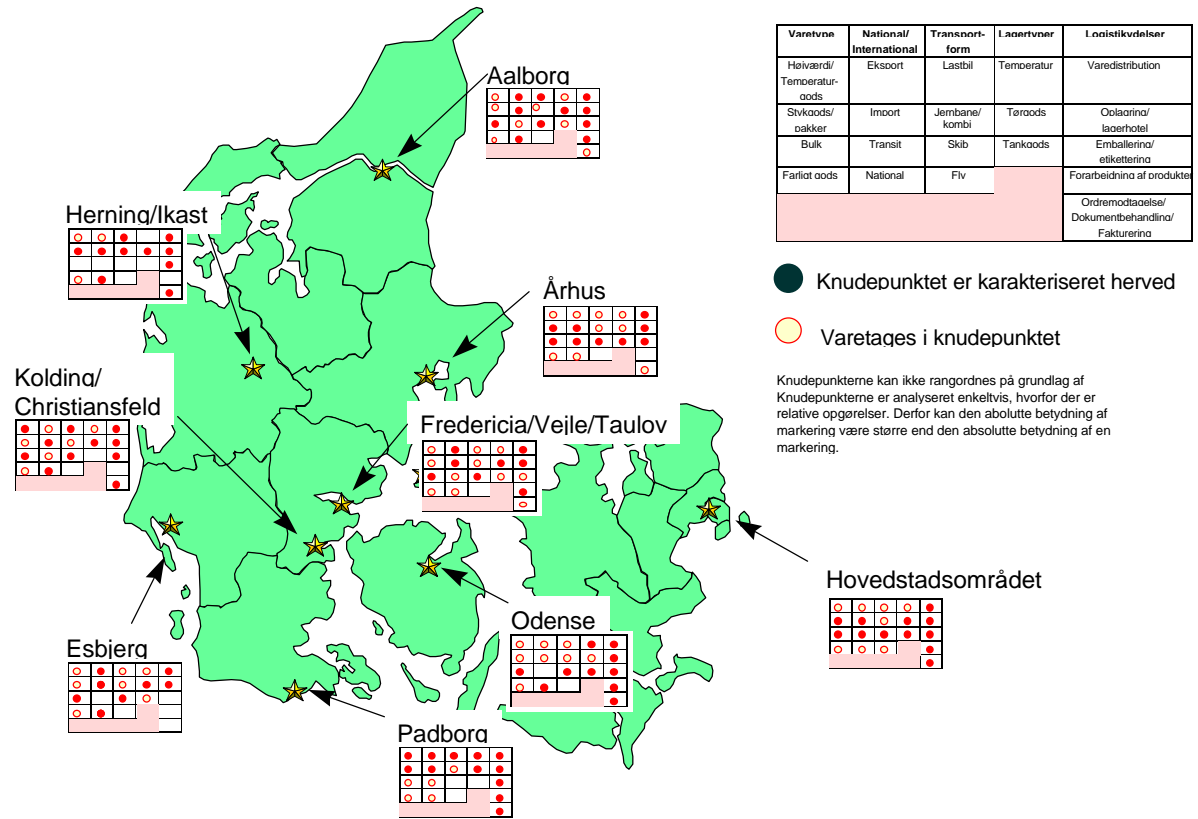 Aalborg
Herning/Ikast
Århus
Kolding/
Christiansfeld
Fredericia/Vejle/Taulov
Esbjerg
Odense
Padborg
Hovedstadsområdet
Varetype National/ Transport- Lagertyper Logistikydelser
International form
Højværdi/ Eksport Lastbil Temperatur Varedistribution
Temperatur-
gods
Stykgods/ Import Jernbane/ Tørgods Oplagring/
pakker kombi lagerhotel
Bulk Transit Skib Tankgods Emballering/
etikettering
Farligt gods National Fly Forarbejdning af produkter
Ordremodtagelse/
Dokumentbehandling/
Fakturering
Knudepunktet er karakteriseret herved
Varetages i knudepunktet
Knudepunkterne kan ikke rangordnes på grundlag af
Knudepunkterne er analyseret enkeltvis, hvorfor der er
relative opgørelser. Derfor kan den abolutte betydning af
markering være større end den absolutte betydning af en
markering.